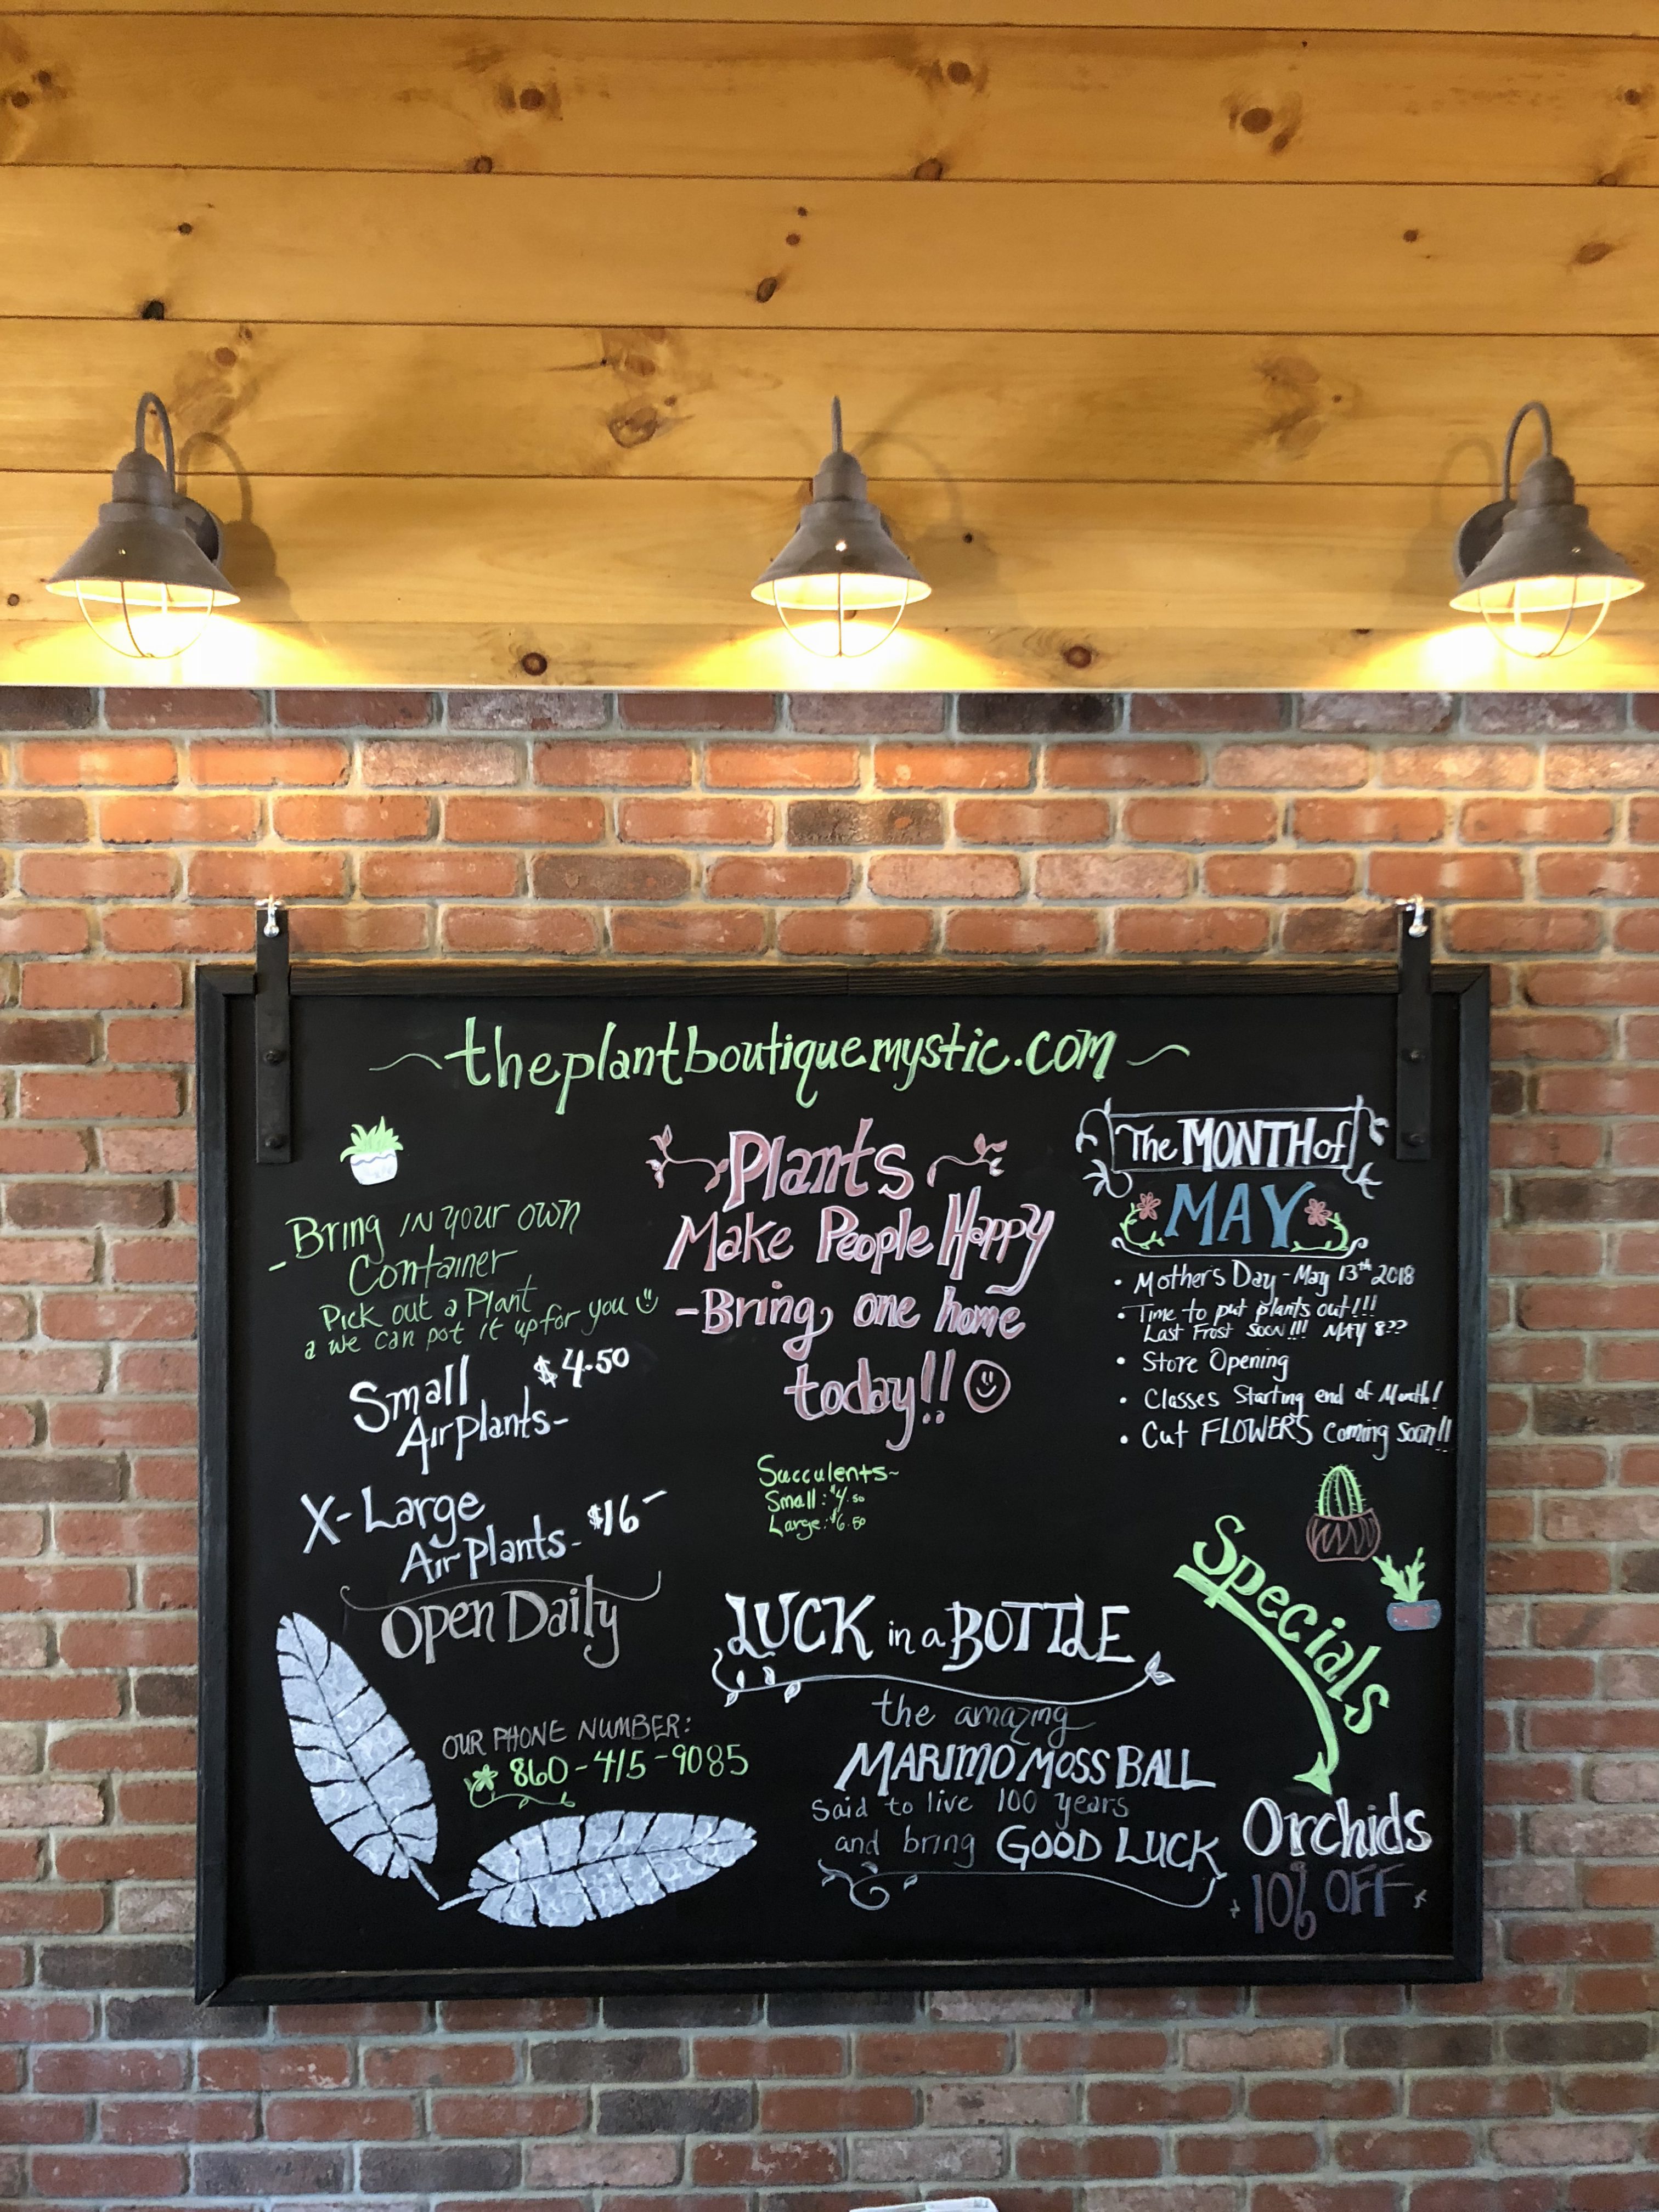 theplantboutiquemystic.com
- Bring in your own
Container
Pick out a Plant
a we can pot it up for you
Small
Air plants-
$4.50
X-Large
Air Plants-
$16-
Open Daily
OUR PHONE NUMBER:
860-415-9085
Plants
Make People Happy
-Bring one home
today!!
Succulents~
Small: $4.50
Large: $6.50
LUCK in a BOTTLE
the amazing
MARIMO MOSS BALL
Said to live 100 years
and bring GOOD LUCK
The MONTH of
MAY
• Mother's Day - May 13th 2018
• Time to put plants out!!!
Last Frost soon!!! MAY 8??
• Store Opening
• Classes Starting end of Month!
• Cut FLOWERS Coming Soon!!
Specials
Orchids
10% OFF